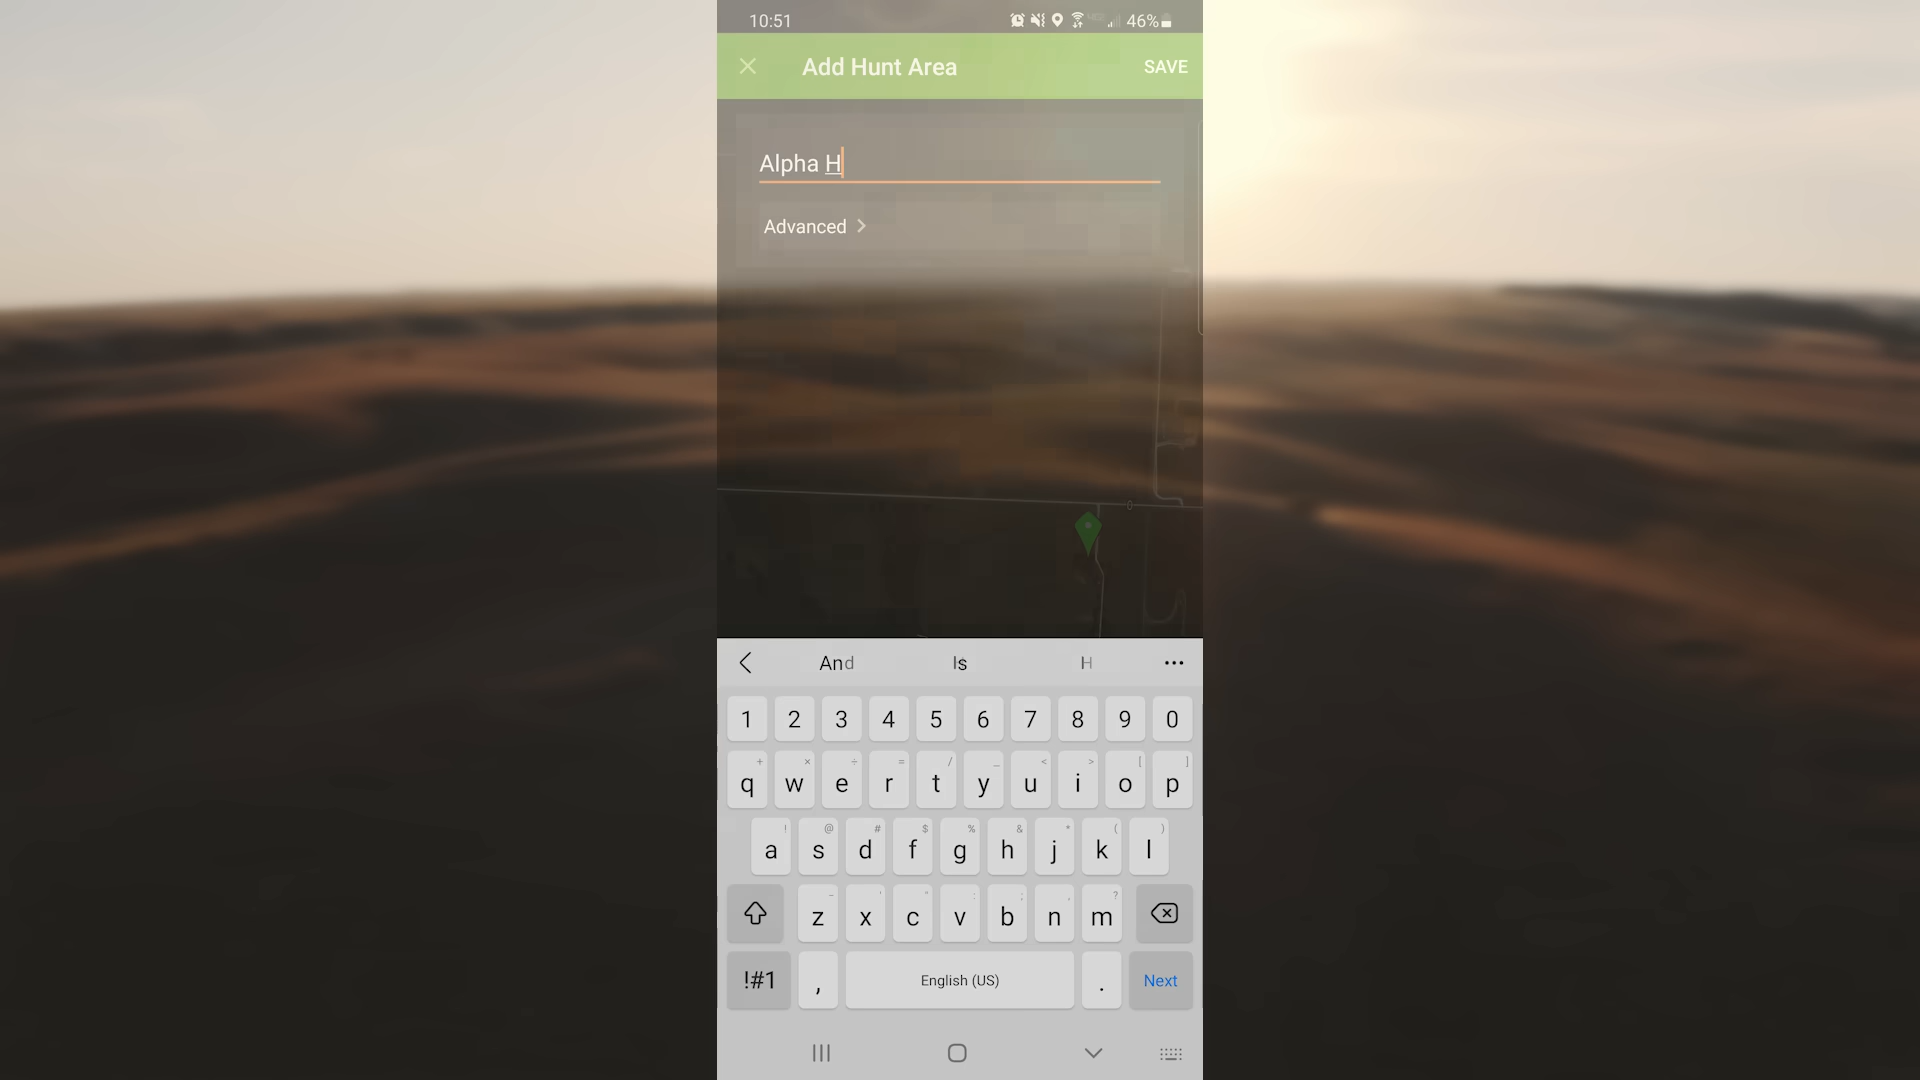 10:51 46%
Add Hunt Area SAVE
Alpha H
Advanced
And Is H
1 2 3 4 5 6 7 8 9 0
+ × ÷ = / _ < > [ ]
q w e r t y u i o p
! @ # $ % & * ( )
a s d f g h j k l
- ' " : ; , ?
z x c v b n m
!#1 , English (US) . Next